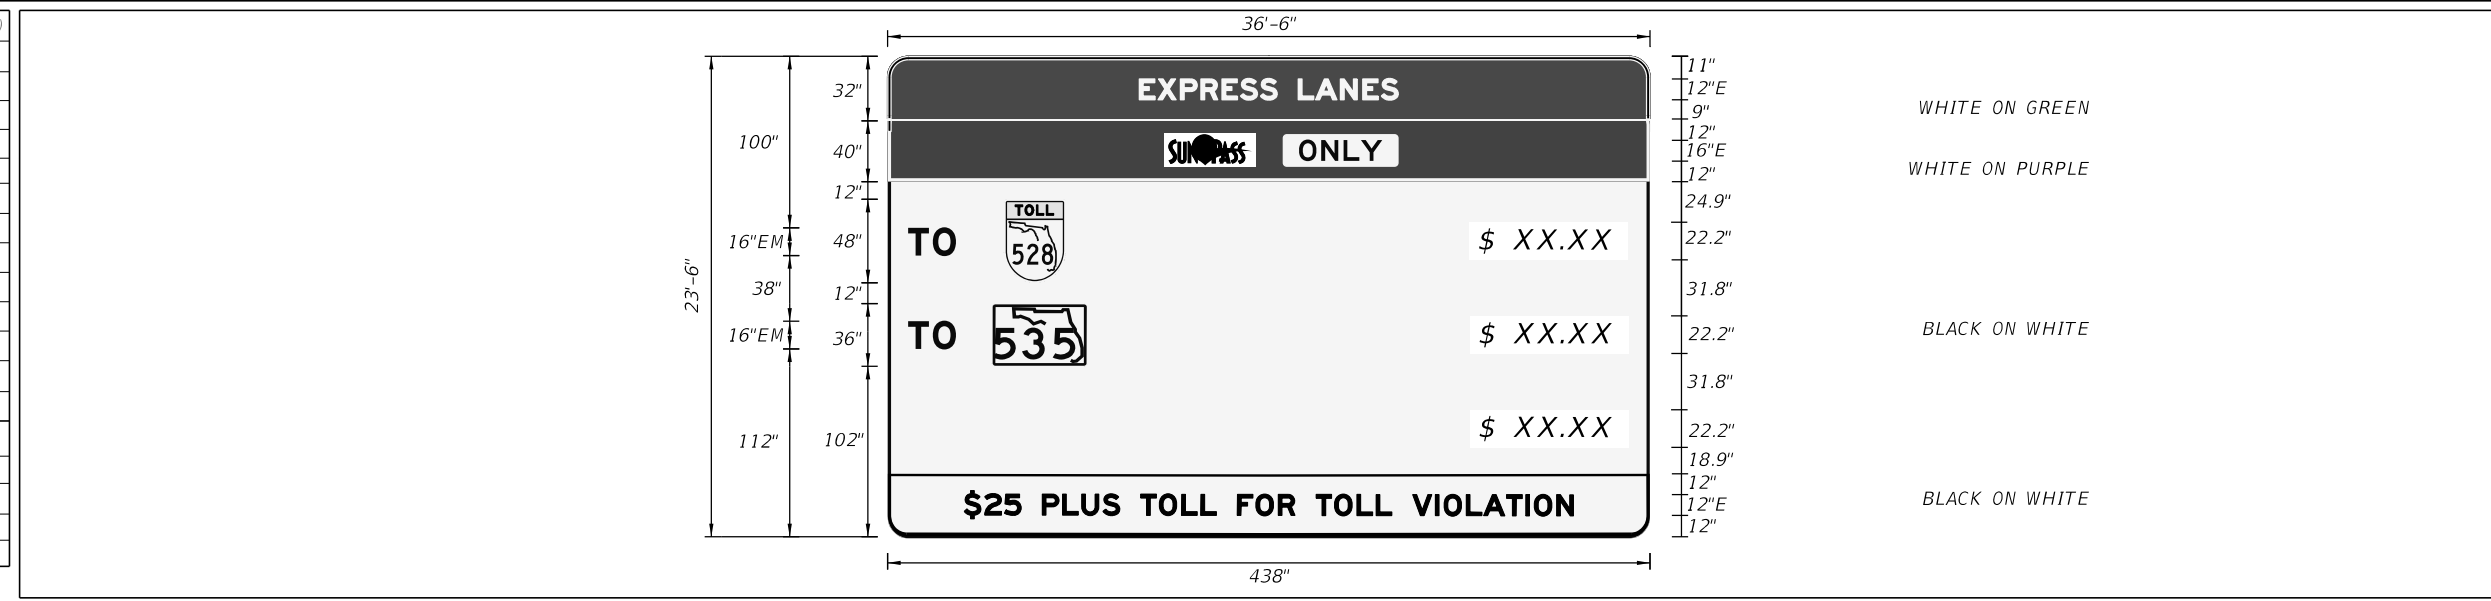 36'-6"
EXPRESS LANES
SUNPASS ONLY
TOLL
TO 528 $ XX.XX
TO 535 $ XX.XX
$ XX.XX
$25 PLUS TOLL FOR TOLL VIOLATION
438"
23'-6"
100"
16"EM
38"
16"EM
112"
32"
40"
12"
48"
12"
36"
102"
11"
12"E
9"
12"
16"E
12"
24.9"
22.2"
31.8"
22.2"
31.8"
22.2"
18.9"
12"
12"E
12"
WHITE ON GREEN
WHITE ON PURPLE
BLACK ON WHITE
BLACK ON WHITE